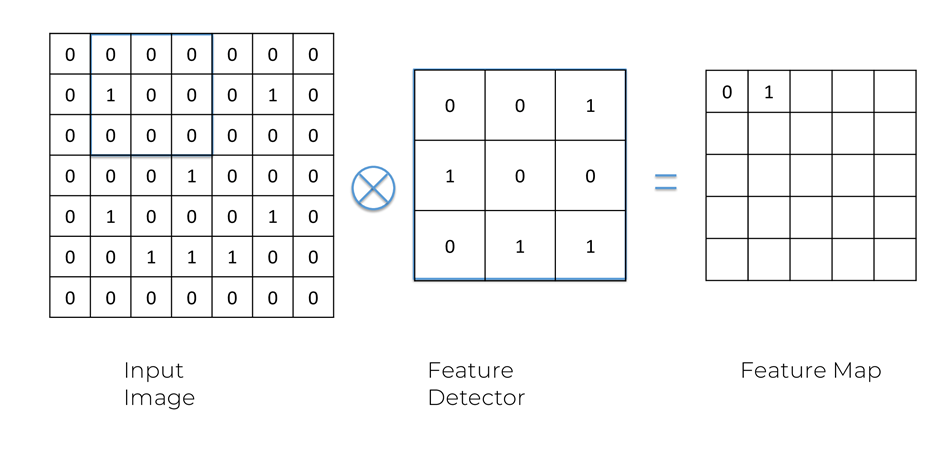 0 0 0 0 0 0 0
0 1 0 0 0 1 0
0 0 0 0 0 0 0
0 0 0 1 0 0 0
0 1 0 0 0 1 0
0 0 1 1 1 0 0
0 0 0 0 0 0 0
0 0 1
1 0 0
0 1 1
=
0 1
Input
Image
Feature
Detector
Feature Map